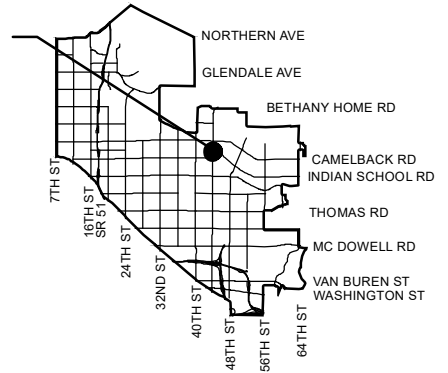 NORTHERN AVE
GLENDALE AVE
BETHANY HOME RD
CAMELBACK RD
INDIAN SCHOOL RD
THOMAS RD
MC DOWELL RD
VAN BUREN ST
WASHINGTON ST
7TH ST
16TH ST
SR 51
24TH ST
32ND ST
40TH ST
48TH ST
56TH ST
64TH ST